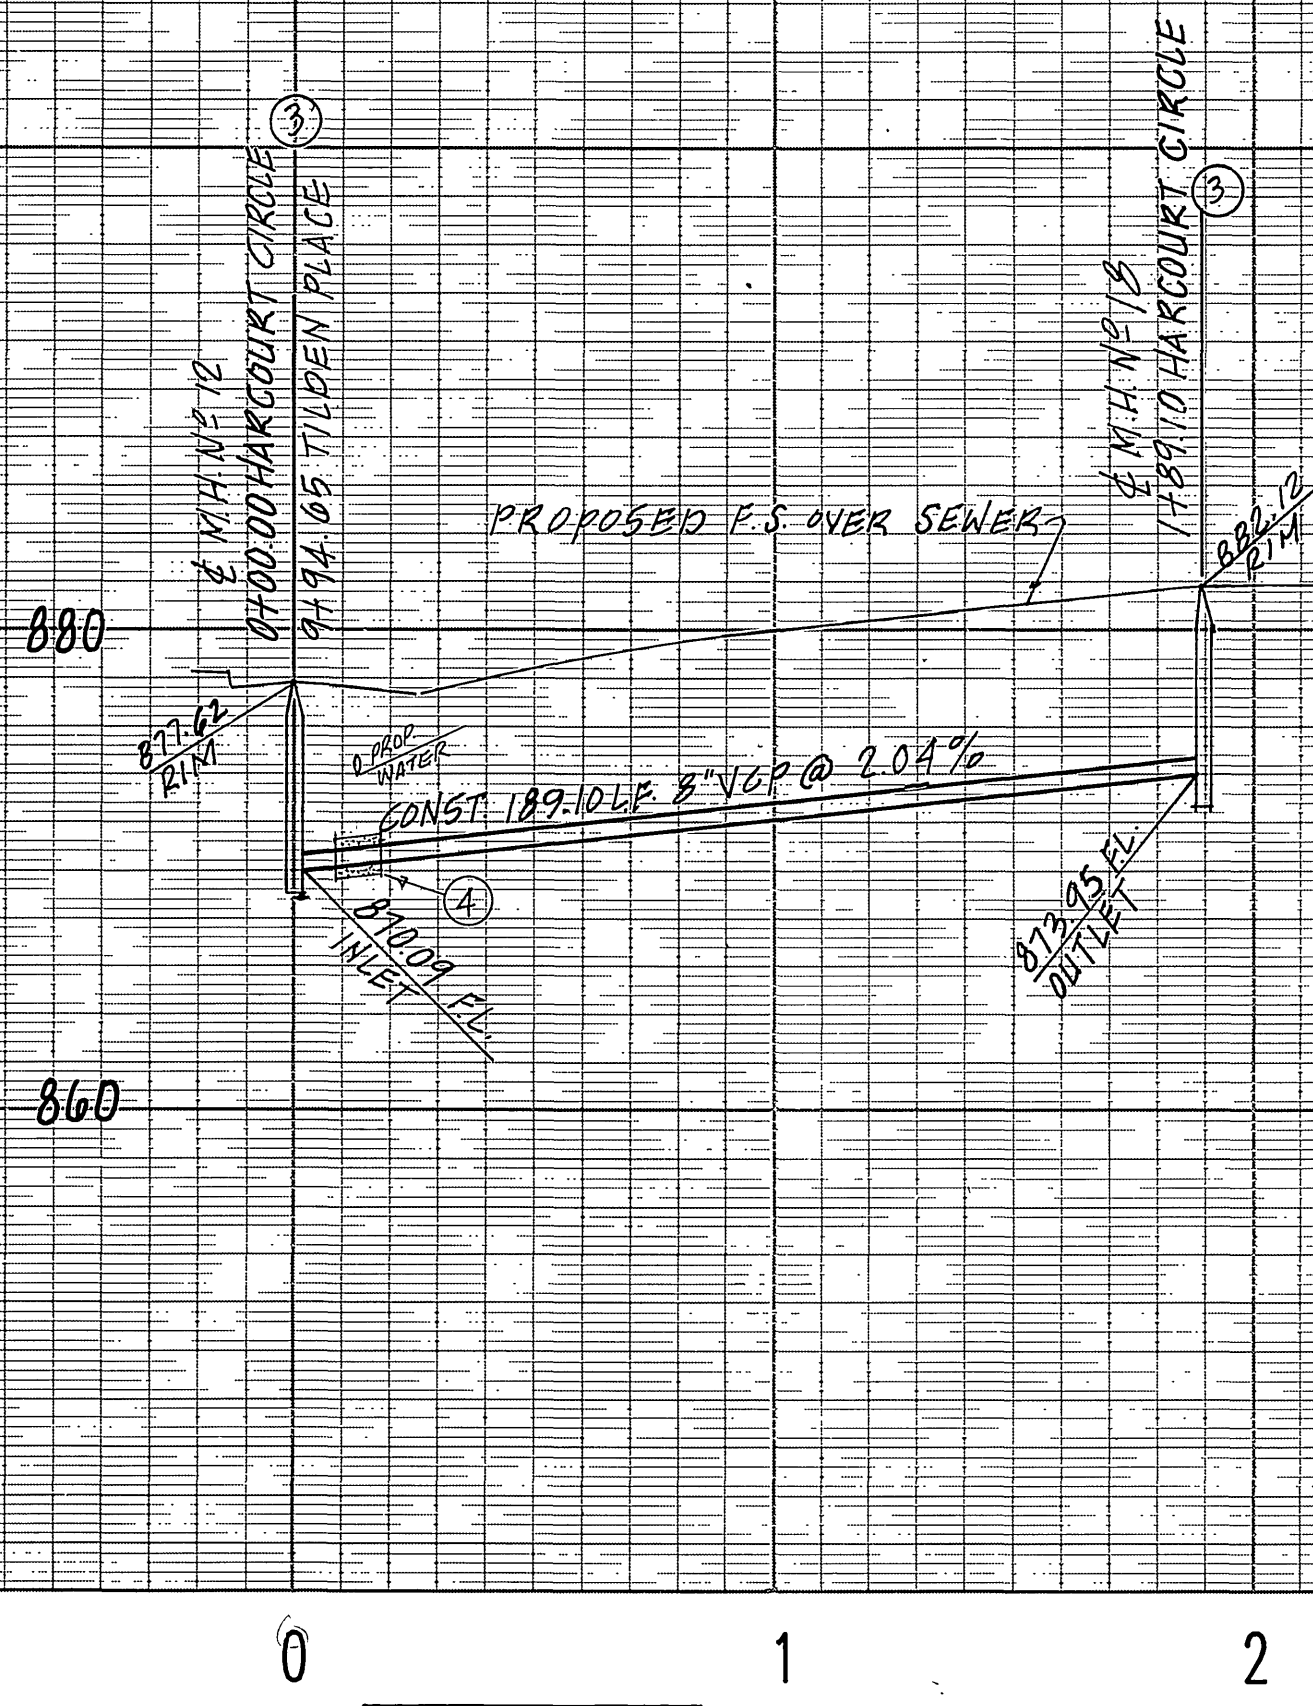 3
℄ M.H. Nº 12
0+00.00 HARCOURT CIRCLE
9+94.65 TILDEN PLACE
3
℄ M.H. Nº 18
1+89.10 HARCOURT CIRCLE
PROPOSED F.S. OVER SEWER
882.12
RIM
880
877.62
RIM
PROP.
WATER
CONST. 189.10 L.F. 8" VCP @ 2.04%
4
870.09 F.L.
INLET
873.95 F.L.
OUTLET
860
0 1 2